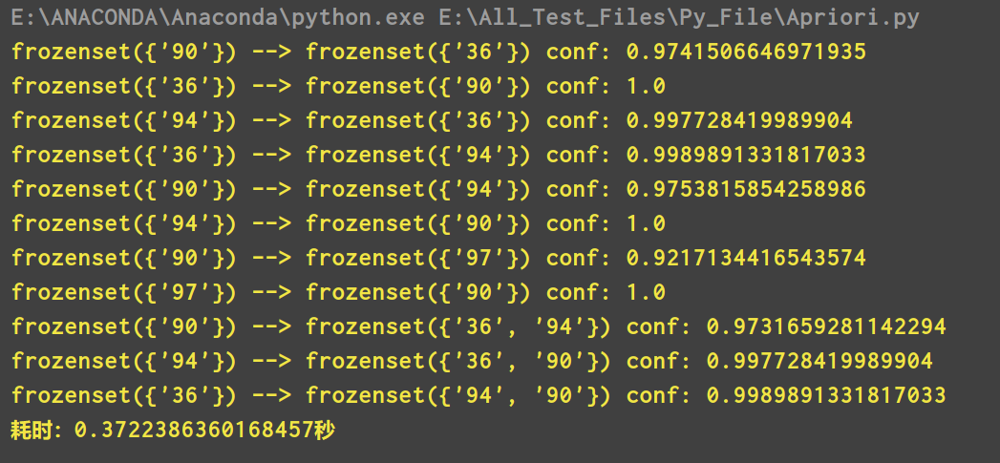 E:\ANACONDA\Anaconda\python.exe E:\All_Test_Files\Py_File\Apriori.py
frozenset({'90'}) --> frozenset({'36'}) conf: 0.9741506646971935
frozenset({'36'}) --> frozenset({'90'}) conf: 1.0
frozenset({'94'}) --> frozenset({'36'}) conf: 0.997728419989904
frozenset({'36'}) --> frozenset({'94'}) conf: 0.9989891331817033
frozenset({'90'}) --> frozenset({'94'}) conf: 0.9753815854258986
frozenset({'94'}) --> frozenset({'90'}) conf: 1.0
frozenset({'90'}) --> frozenset({'97'}) conf: 0.9217134416543574
frozenset({'97'}) --> frozenset({'90'}) conf: 1.0
frozenset({'90'}) --> frozenset({'36', '94'}) conf: 0.9731659281142294
frozenset({'94'}) --> frozenset({'36', '90'}) conf: 0.997728419989904
frozenset({'36'}) --> frozenset({'94', '90'}) conf: 0.9989891331817033
耗时: 0.3722386360168457秒